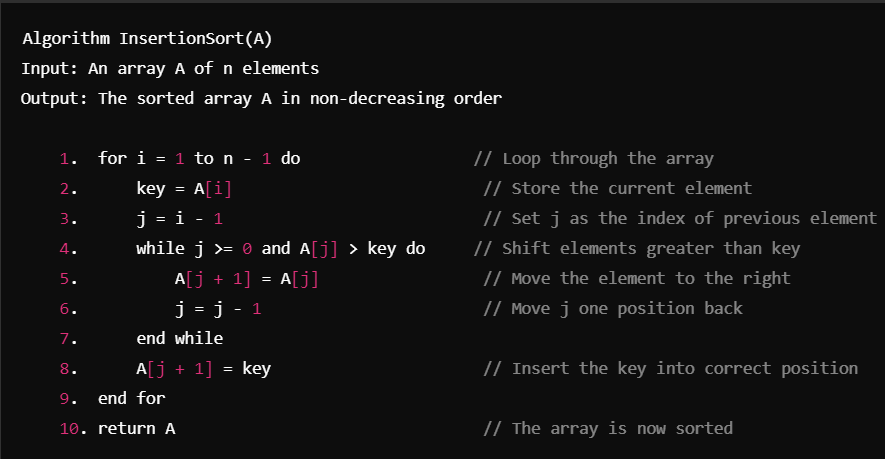 Algorithm InsertionSort(A)
Input: An array A of n elements
Output: The sorted array A in non-decreasing order
1. for i = 1 to n - 1 do // Loop through the array
2. key = A[i] // Store the current element
3. j = i - 1 // Set j as the index of previous element
4. while j >= 0 and A[j] > key do // Shift elements greater than key
5. A[j + 1] = A[j] // Move the element to the right
6. j = j - 1 // Move j one position back
7. end while
8. A[j + 1] = key // Insert the key into correct position
9. end for
10. return A // The array is now sorted